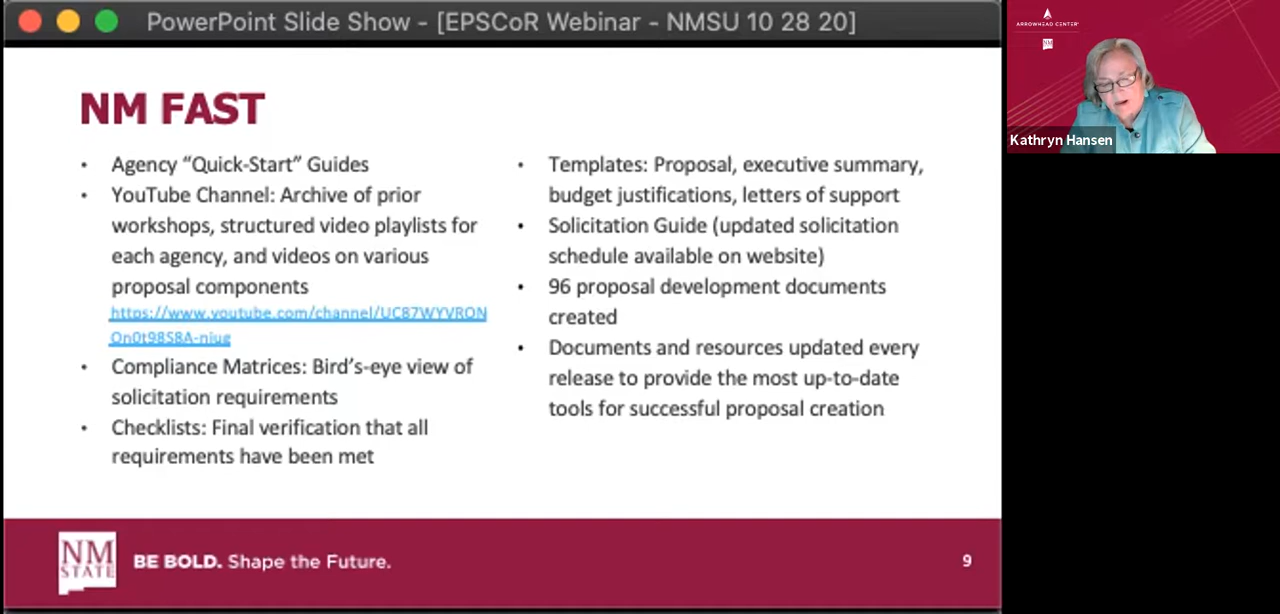 PowerPoint Slide Show - [EPSCoR Webinar - NMSU 10 28 20]
NM FAST
• Agency “Quick-Start” Guides
• YouTube Channel: Archive of prior
workshops, structured video playlists for
each agency, and videos on various
proposal components
https://www.youtube.com/channel/UC87WYVRON
• Compliance Matrices: Bird’s-eye view of
solicitation requirements
• Checklists: Final verification that all
requirements have been met
• Templates: Proposal, executive summary,
budget justifications, letters of support
• Solicitation Guide (updated solicitation
schedule available on website)
• 96 proposal development documents
created
• Documents and resources updated every
release to provide the most up-to-date
tools for successful proposal creation
NM
STATE
BE BOLD. Shape the Future.
9
ARROWHEAD CENTER
NM
Kathryn Hansen